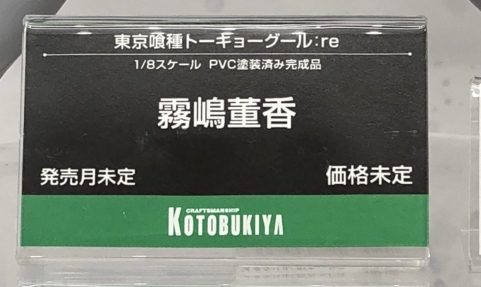 東京喰種トーキョーグール:re
1/8スケール PVC塗装済み完成品
霧嶋董香
発売月未定 価格未定
CRAFTSMANSHIP
KOTOBUKIYA